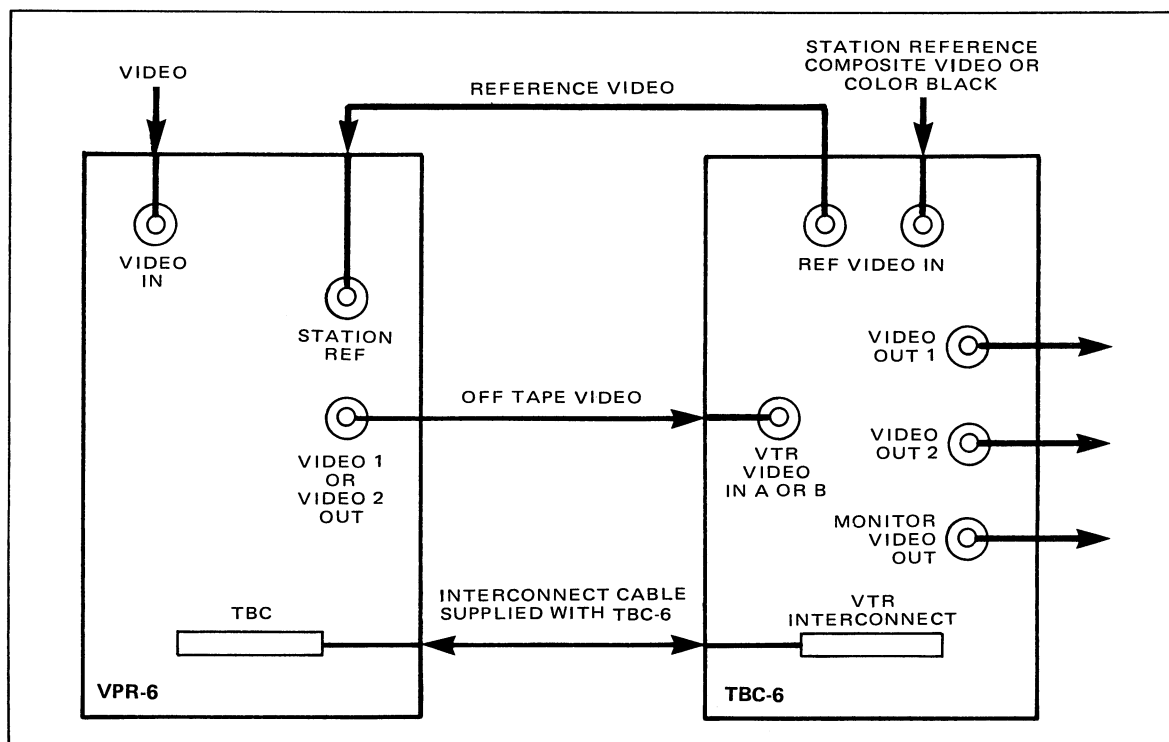 VIDEO
REFERENCE VIDEO
STATION REFERENCE
COMPOSITE VIDEO OR
COLOR BLACK
VIDEO
IN
STATION
REF
REF VIDEO IN
VIDEO
OUT 1
OFF TAPE VIDEO
VIDEO 1
OR
VIDEO 2
OUT
VTR
VIDEO
IN A OR B
VIDEO
OUT 2
MONITOR
VIDEO
OUT
TBC
INTERCONNECT CABLE
SUPPLIED WITH TBC-6
VTR
INTERCONNECT
VPR-6
TBC-6